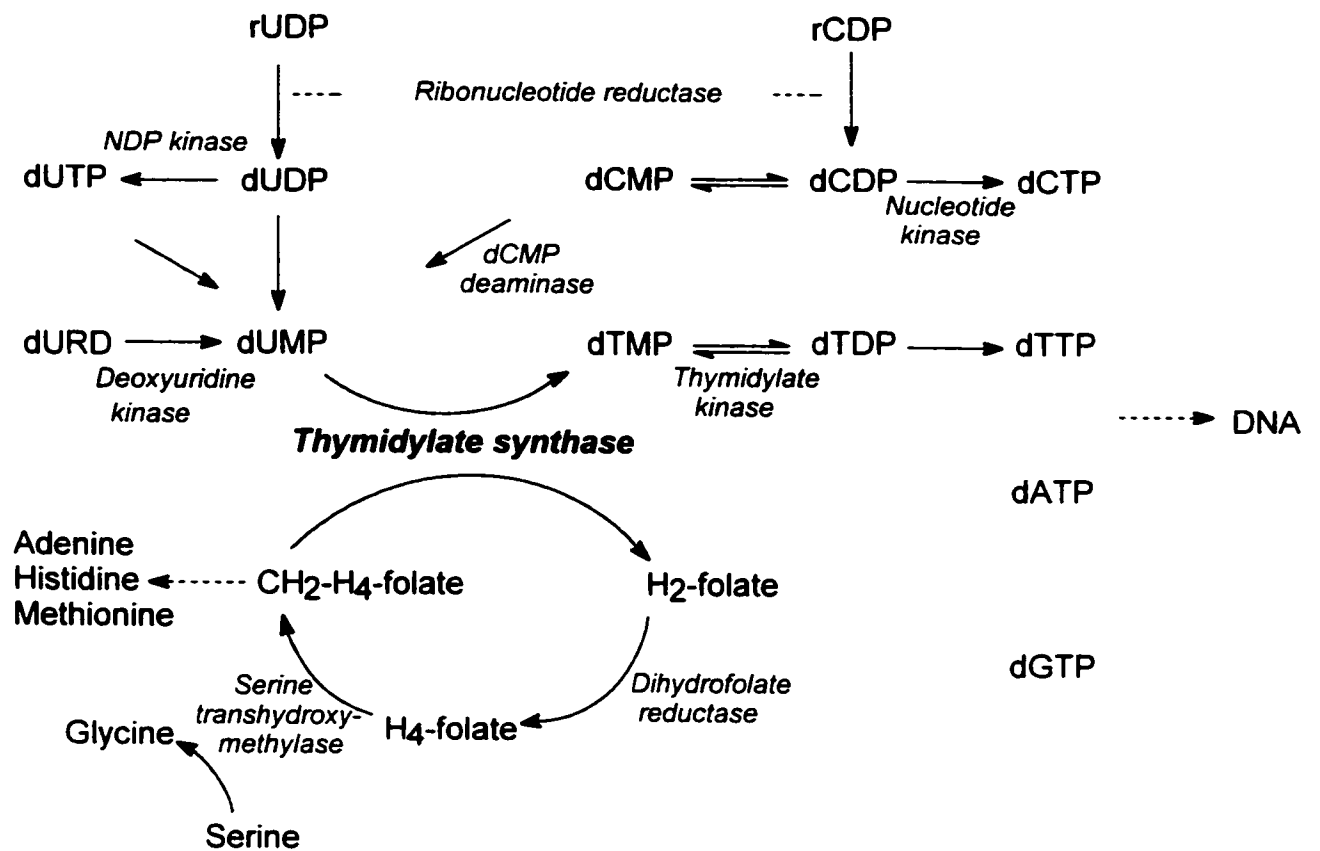 rUDP
rCDP
Ribonucleotide reductase
NDP kinase
dUTP
dUDP
dCMP
dCDP
dCTP
Nucleotide
kinase
dCMP
deaminase
dURD
dUMP
dTMP
dTDP
dTTP
Deoxyuridine
kinase
Thymidylate
kinase
DNA
Thymidylate synthase
dATP
Adenine
Histidine
Methionine
CH2-H4-folate
H2-folate
dGTP
Serine
transhydroxy-
methylase
Dihydrofolate
reductase
H4-folate
Glycine
Serine